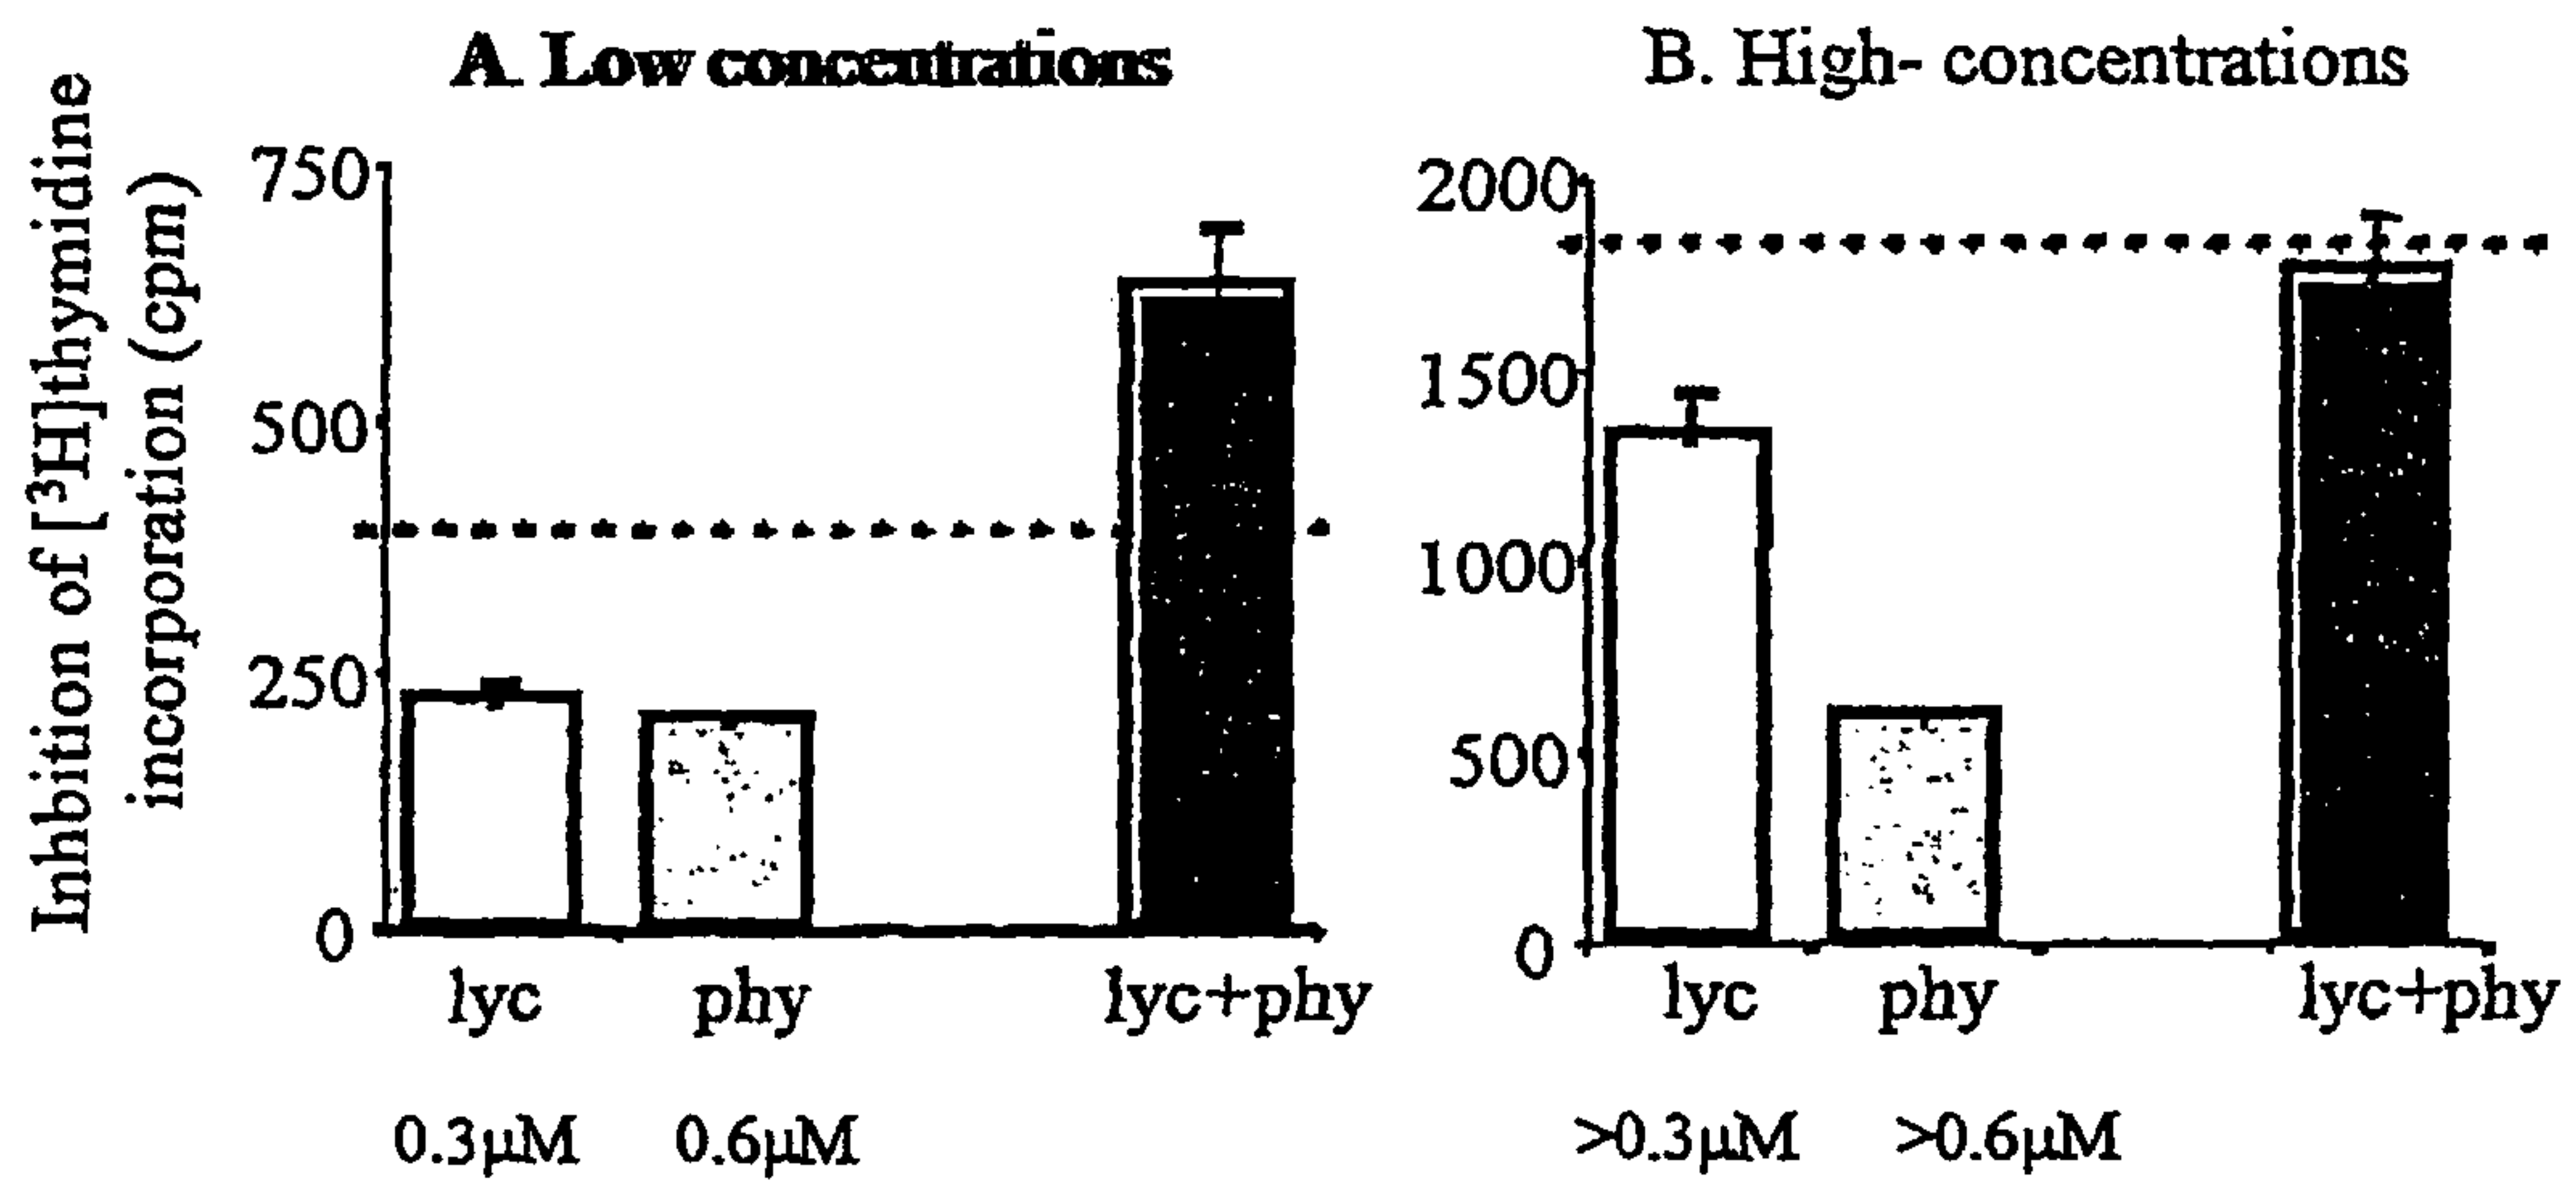 A. Low concentrations
B. High- concentrations
Inhbition of [³H]thymidine
incorporation (cpm)
750
500
250
0
2000
1500
1000
500
0
lyc phy lyc+phy
lyc phy lyc+phy
0.3µM 0.6µM
>0.3µM >0.6µM